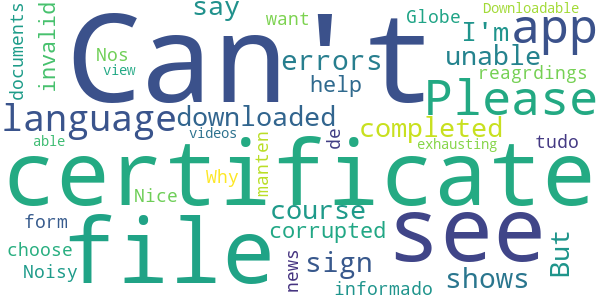 say
want
Globe
Downloadable
documents
invalid
Can't
I'm
app
Nos
view
errors
unable
help
reagrdings
Please
language
downloaded
completed
able
videos
manten
de
tudo
exhausting
certificate
Why
Nice
form
file
course
see
But
corrupted
choose
Noisy
news
sign
shows
informado